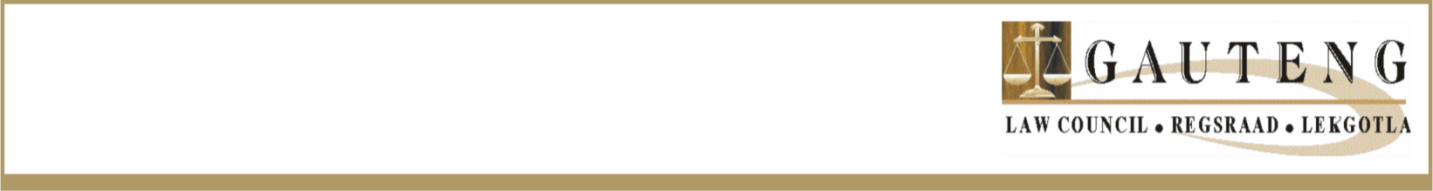 GAUTENG
LAW COUNCIL • REGSRAAD • LEKGOTLA